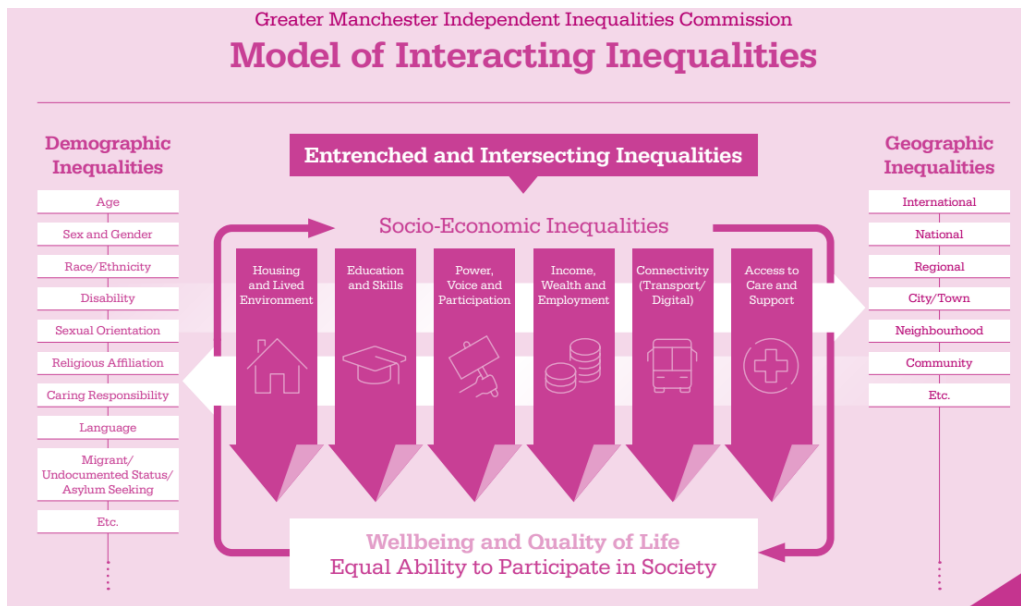 Greater Manchester Independent Inequalities Commission
Model of Interacting Inequalities
Demographic
Inequalities
Age
Sex and Gender
Race/Ethnicity
Disability
Sexual Orientation
Religious Affiliation
Caring Responsibility
Language
Migrant/
Undocumented Status/
Asylum Seeking
Etc.
Entrenched and Intersecting Inequalities
Socio-Economic Inequalities
Housing
and Lived
Environment
Education
and Skills
Power,
Voice and
Participation
Income,
Wealth and
Employment
Connectivity
(Transport/
Digital)
Access to
Care and
Support
Wellbeing and Quality of Life
Equal Ability to Participate in Society
Geographic
Inequalities
International
National
Regional
City/Town
Neighbourhood
Community
Etc.